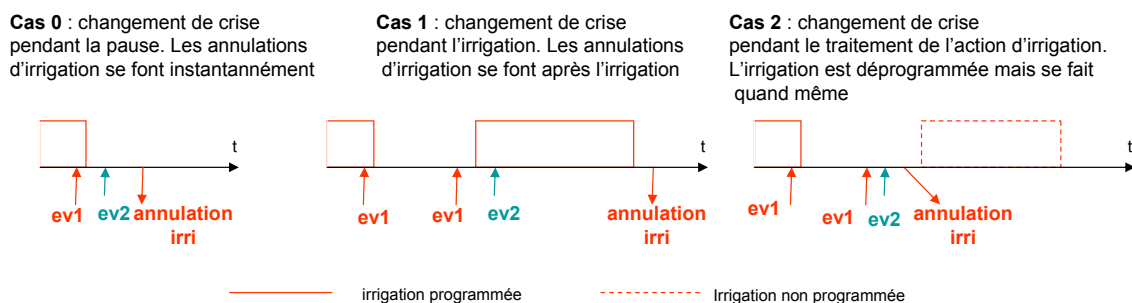 Cas 0 : changement de crise
pendant la pause. Les annulations
d'irrigation se font instantannément
Cas 1 : changement de crise
pendant l'irrigation. Les annulations
d'irrigation se font après l'irrigation
Cas 2 : changement de crise
pendant le traitement de l'action d'irrigation.
L'irrigation est déprogrammée mais se fait
quand même
t
ev1
ev2
annulation
irri
t
ev1
ev1
ev2
annulation
irri
t
ev1
ev1
ev2
annulation
irri
irrigation programmée
Irrigation non programmée